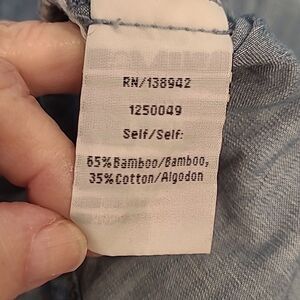 RN/138942
1250049
Self/Self:
65%Bamboo/Bamboo,
35%Cotton/Algodon